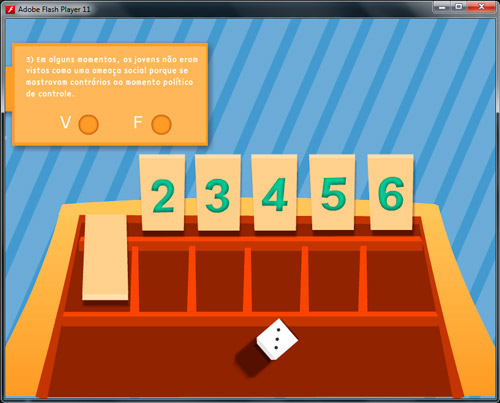 Adobe Flash Player 11
3) Em alguns momentos, os jovens não eram
vistos como uma ameaça social porque se
mostravam contrários ao momento político
de controle.
V F
2 3 4 5 6